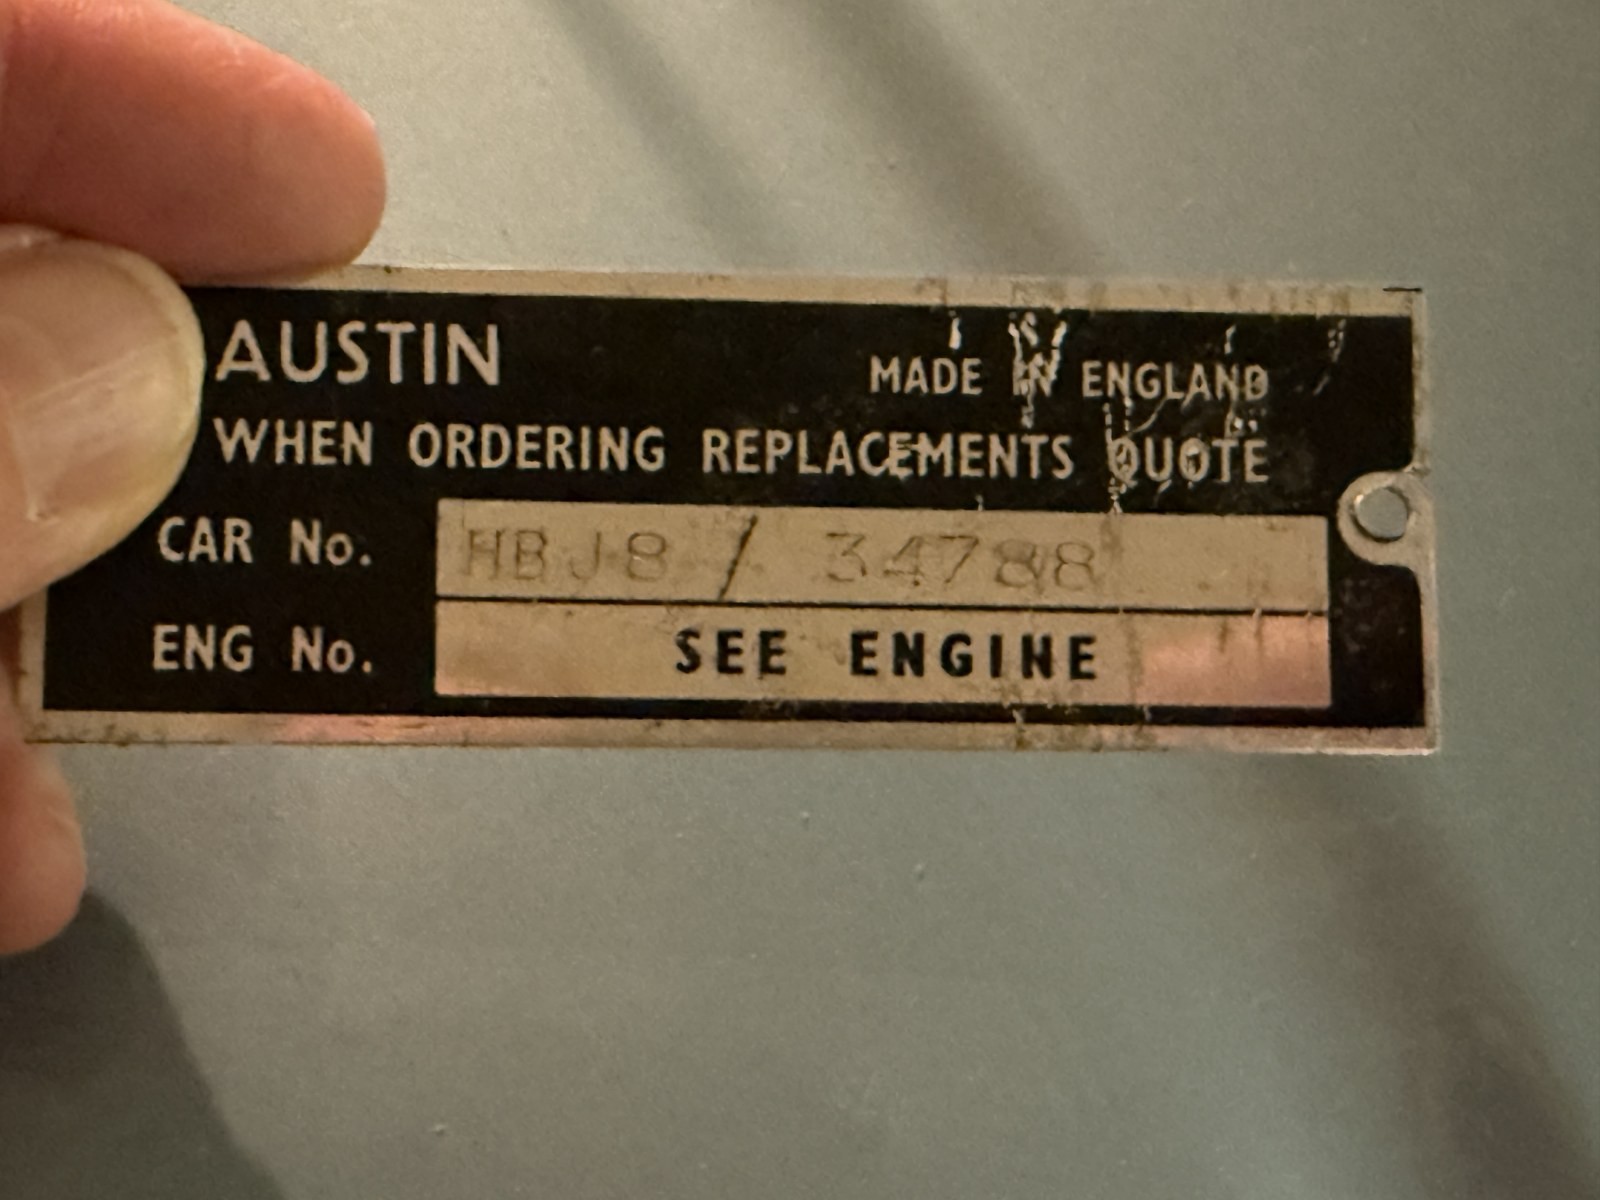 AUSTIN
MADE IN ENGLAND
WHEN ORDERING REPLACEMENTS QUOTE
CAR No. HBJ8 / 34788
ENG No. SEE ENGINE